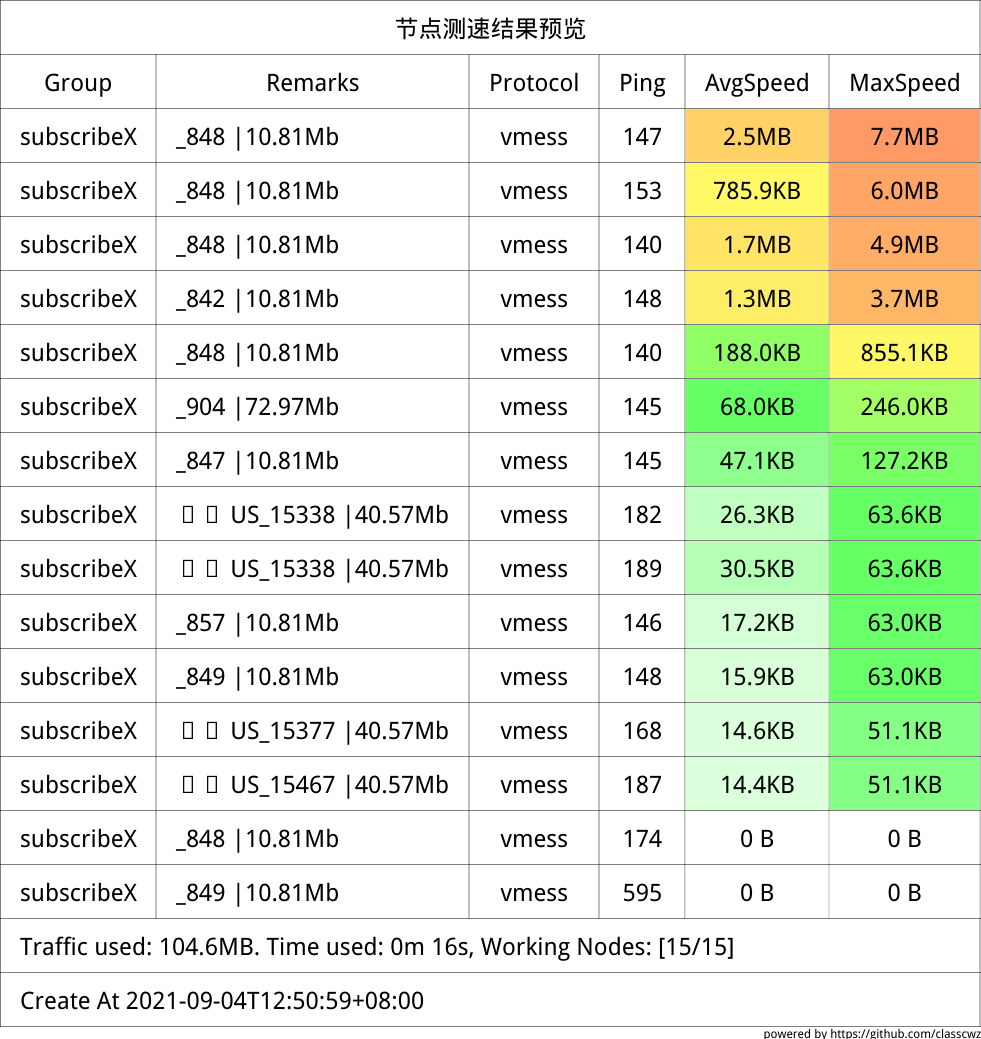 节点测速结果预览
Group Remarks Protocol Ping AvgSpeed MaxSpeed
subscribeX _848 |10.81Mb vmess 147 2.5MB 7.7MB
subscribeX _848 |10.81Mb vmess 153 785.9KB 6.0MB
subscribeX _848 |10.81Mb vmess 140 1.7MB 4.9MB
subscribeX _842 |10.81Mb vmess 148 1.3MB 3.7MB
subscribeX _848 |10.81Mb vmess 140 188.0KB 855.1KB
subscribeX _904 |72.97Mb vmess 145 68.0KB 246.0KB
subscribeX _847 |10.81Mb vmess 145 47.1KB 127.2KB
subscribeX US_15338 |40.57Mb vmess 182 26.3KB 63.6KB
subscribeX US_15338 |40.57Mb vmess 189 30.5KB 63.6KB
subscribeX _857 |10.81Mb vmess 146 17.2KB 63.0KB
subscribeX _849 |10.81Mb vmess 148 15.9KB 63.0KB
subscribeX US_15377 |40.57Mb vmess 168 14.6KB 51.1KB
subscribeX US_15467 |40.57Mb vmess 187 14.4KB 51.1KB
subscribeX _848 |10.81Mb vmess 174 0 B 0 B
subscribeX _849 |10.81Mb vmess 595 0 B 0 B
Traffic used: 104.6MB. Time used: 0m 16s, Working Nodes: [15/15]
Create At 2021-09-04T12:50:59+08:00
powered by https://github.com/classcwz